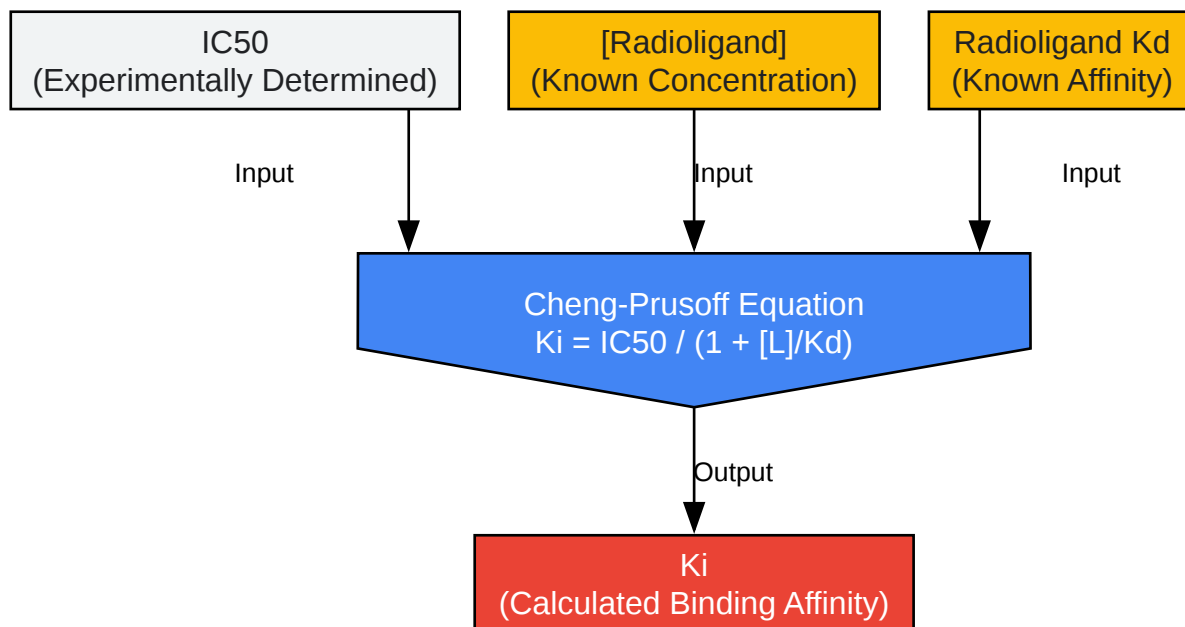 IC50
(Experimentally Determined)
[Radioligand]
(Known Concentration)
Radioligand Kd
(Known Affinity)
Input
Input
Input
Cheng-Prusoff Equation
Ki = IC50 / (1 + [L]/Kd)
Output
Ki
(Calculated Binding Affinity)